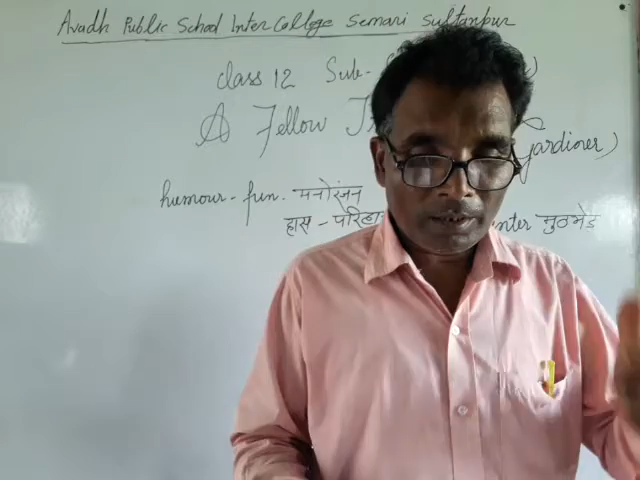 Avadh Public School Inter College Semari Sultanpur
Class 12 Sub-
A Fellow
Gardiner)
humour - fun - मनोरंजन
हास - परिहा nter मुठभेड़